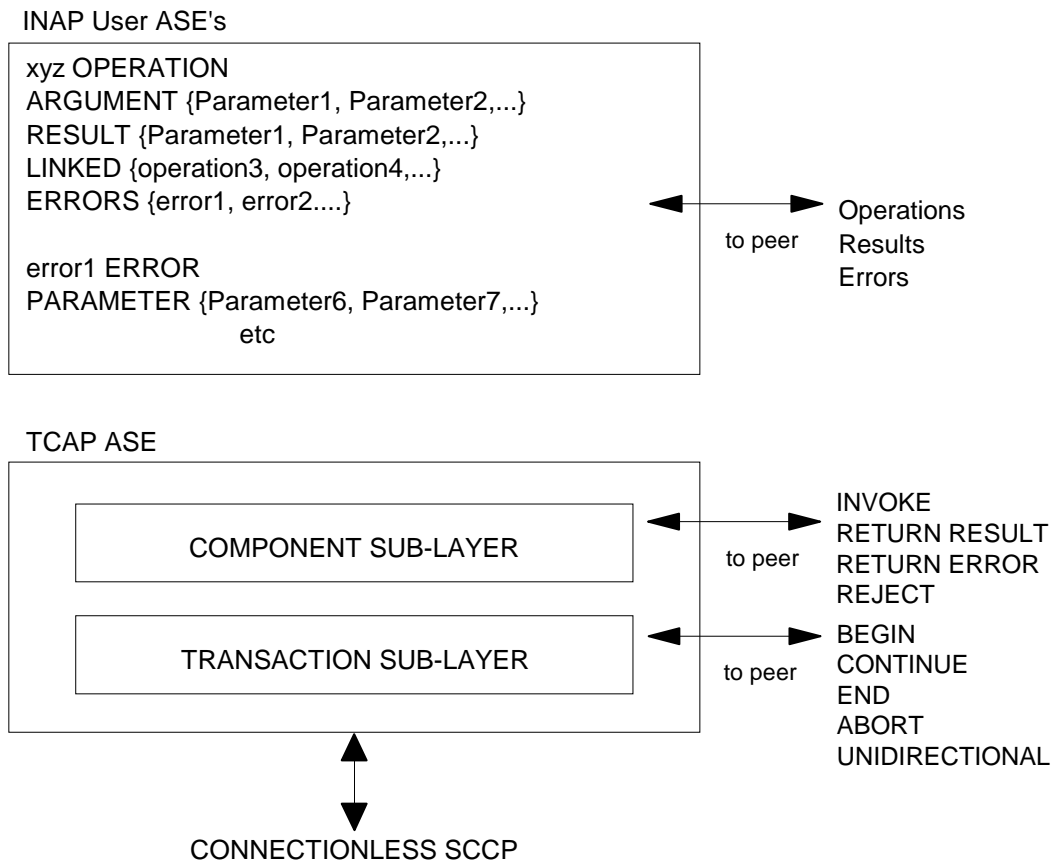 INAP User ASE's
xyz OPERATION
ARGUMENT {Parameter1, Parameter2,...}
RESULT {Parameter1, Parameter2,...}
LINKED {operation3, operation4,...}
ERRORS {error1, error2....}
error1 ERROR
PARAMETER {Parameter6, Parameter7,...}
etc
to peer
Operations
Results
Errors
TCAP ASE
COMPONENT SUB-LAYER
to peer
INVOKE
RETURN RESULT
RETURN ERROR
REJECT
TRANSACTION SUB-LAYER
to peer
BEGIN
CONTINUE
END
ABORT
UNIDIRECTIONAL
CONNECTIONLESS SCCP